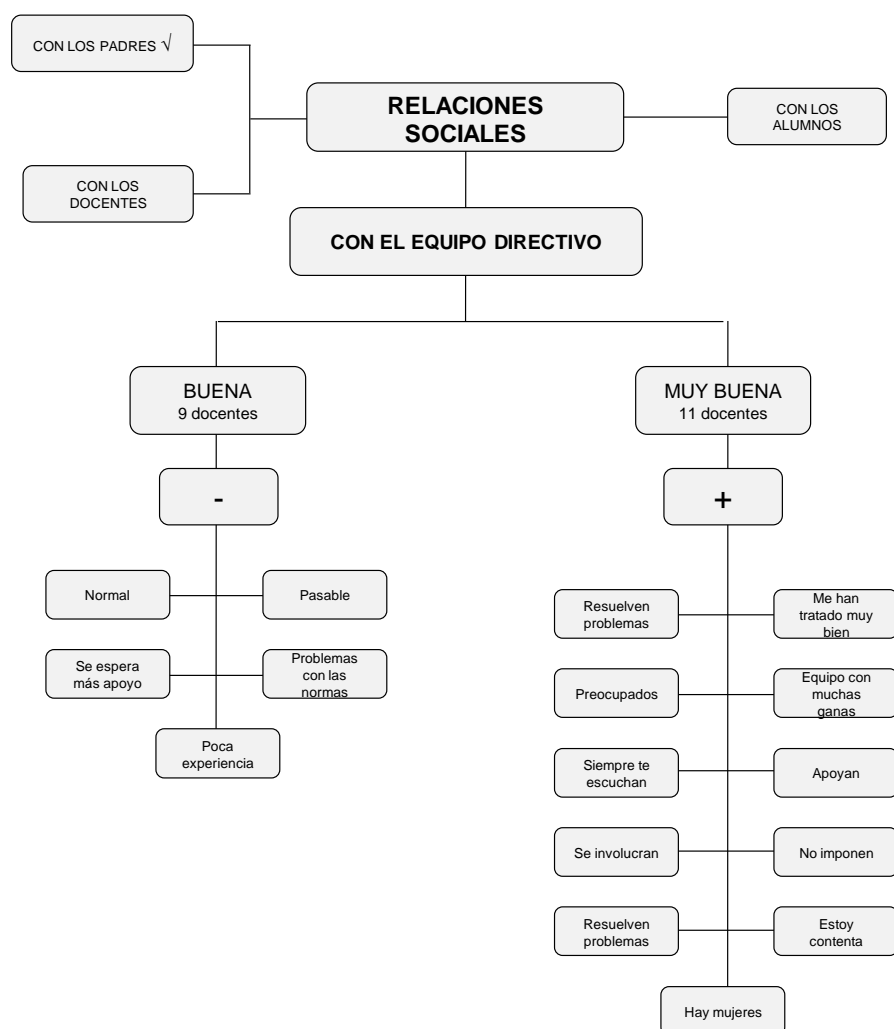 CON LOS PADRES √
RELACIONES
SOCIALES
CON LOS
ALUMNOS
CON LOS
DOCENTES
CON EL EQUIPO DIRECTIVO
BUENA
9 docentes
MUY BUENA
11 docentes
-
+
Normal
Pasable
Se espera
más apoyo
Problemas
con las
normas
Poca
experiencia
Resuelven
problemas
Me han
tratado muy
bien
Preocupados
Equipo con
muchas
ganas
Siempre te
escuchan
Apoyan
Se involucran
No imponen
Resuelven
problemas
Estoy
contenta
Hay mujeres